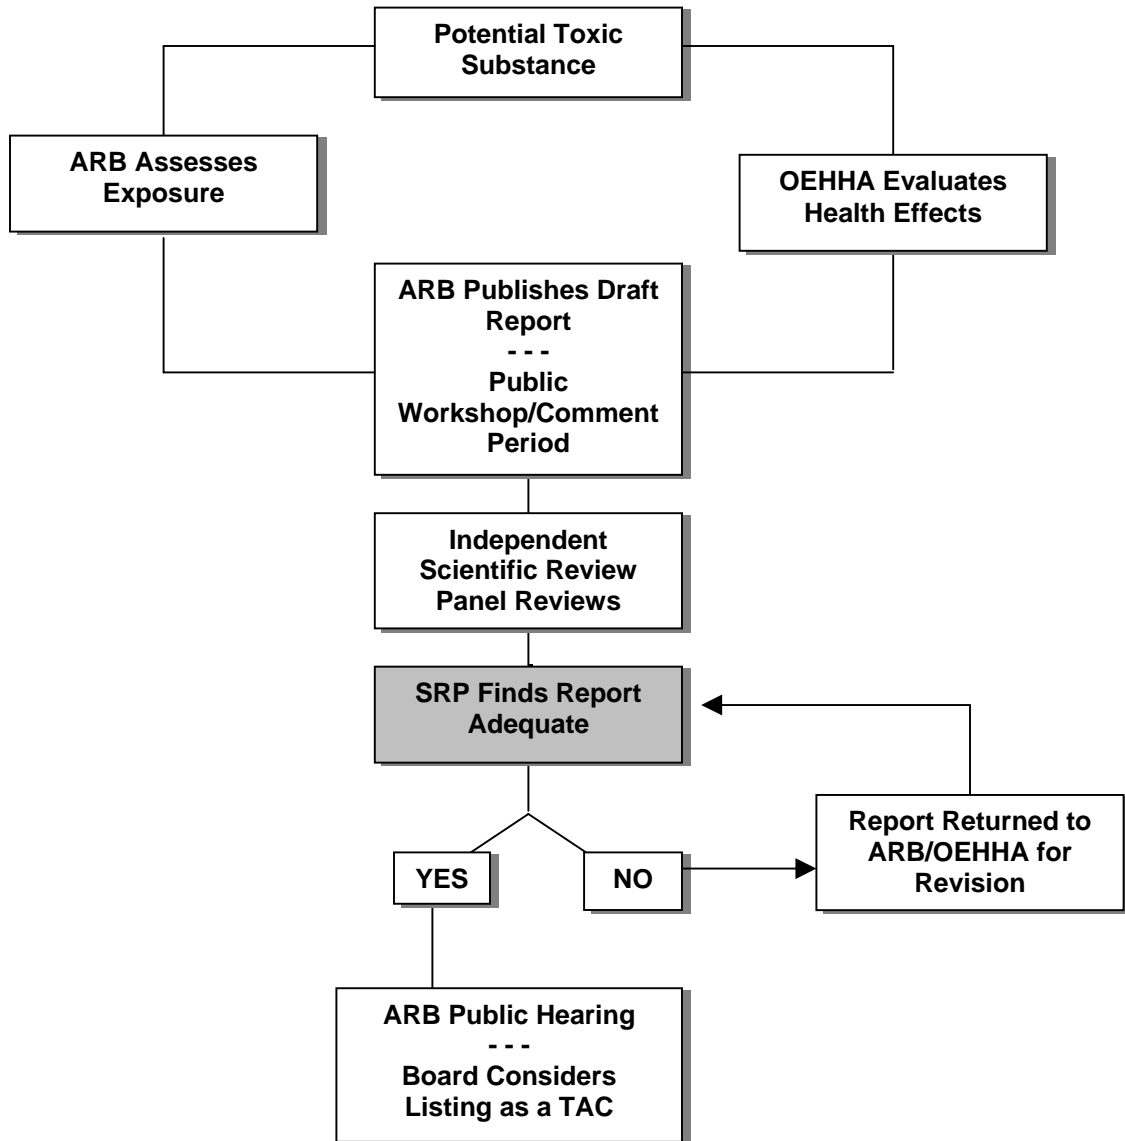 Potential Toxic
Substance
ARB Assesses
Exposure
OEHHA Evaluates
Health Effects
ARB Publishes Draft
Report
- - -
Public
Workshop/Comment
Period
Independent
Scientific Review
Panel Reviews
SRP Finds Report
Adequate
YES
NO
Report Returned to
ARB/OEHHA for
Revision
ARB Public Hearing
- - -
Board Considers
Listing as a TAC